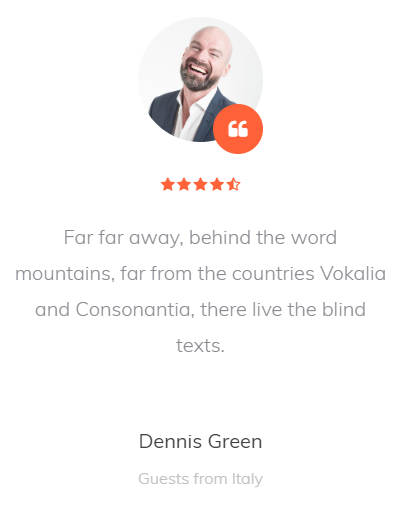 Far far away, behind the word
mountains, far from the countries Vokalia
and Consonantia, there live the blind
texts.
Dennis Green
Guests from Italy